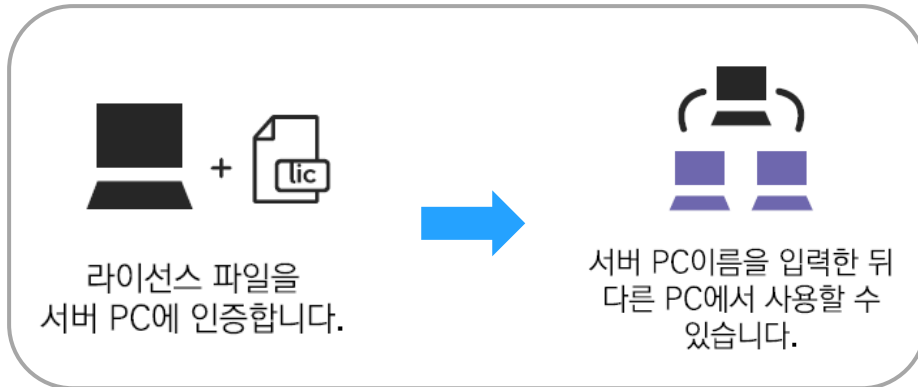 +
lic
라이선스 파일을
서버 PC에 인증합니다.
서버 PC이름을 입력한 뒤
다른 PC에서 사용할 수
있습니다.